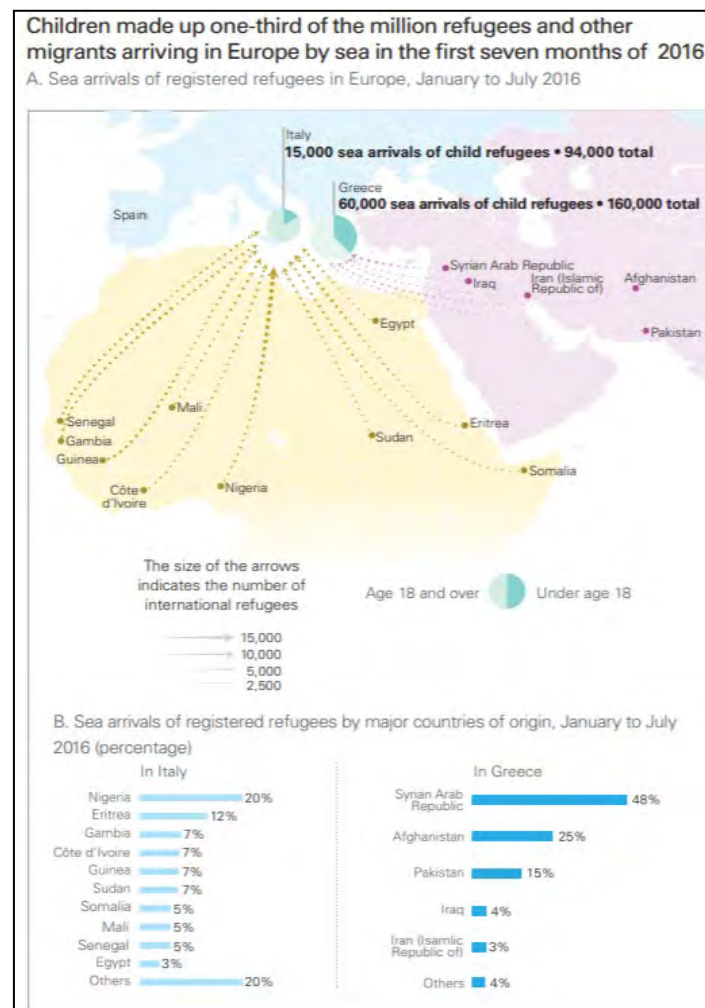 Children made up one-third of the million refugees and other
migrants arriving in Europe by sea in the first seven months of 2016
A. Sea arrivals of registered refugees in Europe, January to July 2016
Italy
15,000 sea arrivals of child refugees • 94,000 total
Greece
60,000 sea arrivals of child refugees • 160,000 total
Spain
Syrian Arab Republic
Iraq
Iran (Islamic
Republic of)
Afghanistan
Pakistan
Egypt
Mali
Senegal
Gambia
Guinea
Sudan
Eritrea
Somalia
Côte
d'Ivoire
Nigeria
The size of the arrows
indicates the number of
international refugees
15,000
10,000
5,000
2,500
Age 18 and over
Under age 18
B. Sea arrivals of registered refugees by major countries of origin, January to July
2016 (percentage)
In Italy
Nigeria 20%
Eritrea 12%
Gambia 7%
Côte d'Ivoire 7%
Guinea 7%
Sudan 7%
Somalia 5%
Mali 5%
Senegal 5%
Egypt 3%
Others 20%
In Greece
Syrian Arab
Republic 48%
Afghanistan 25%
Pakistan 15%
Iraq 4%
Iran (Isamlic
Republic of) 3%
Others 4%